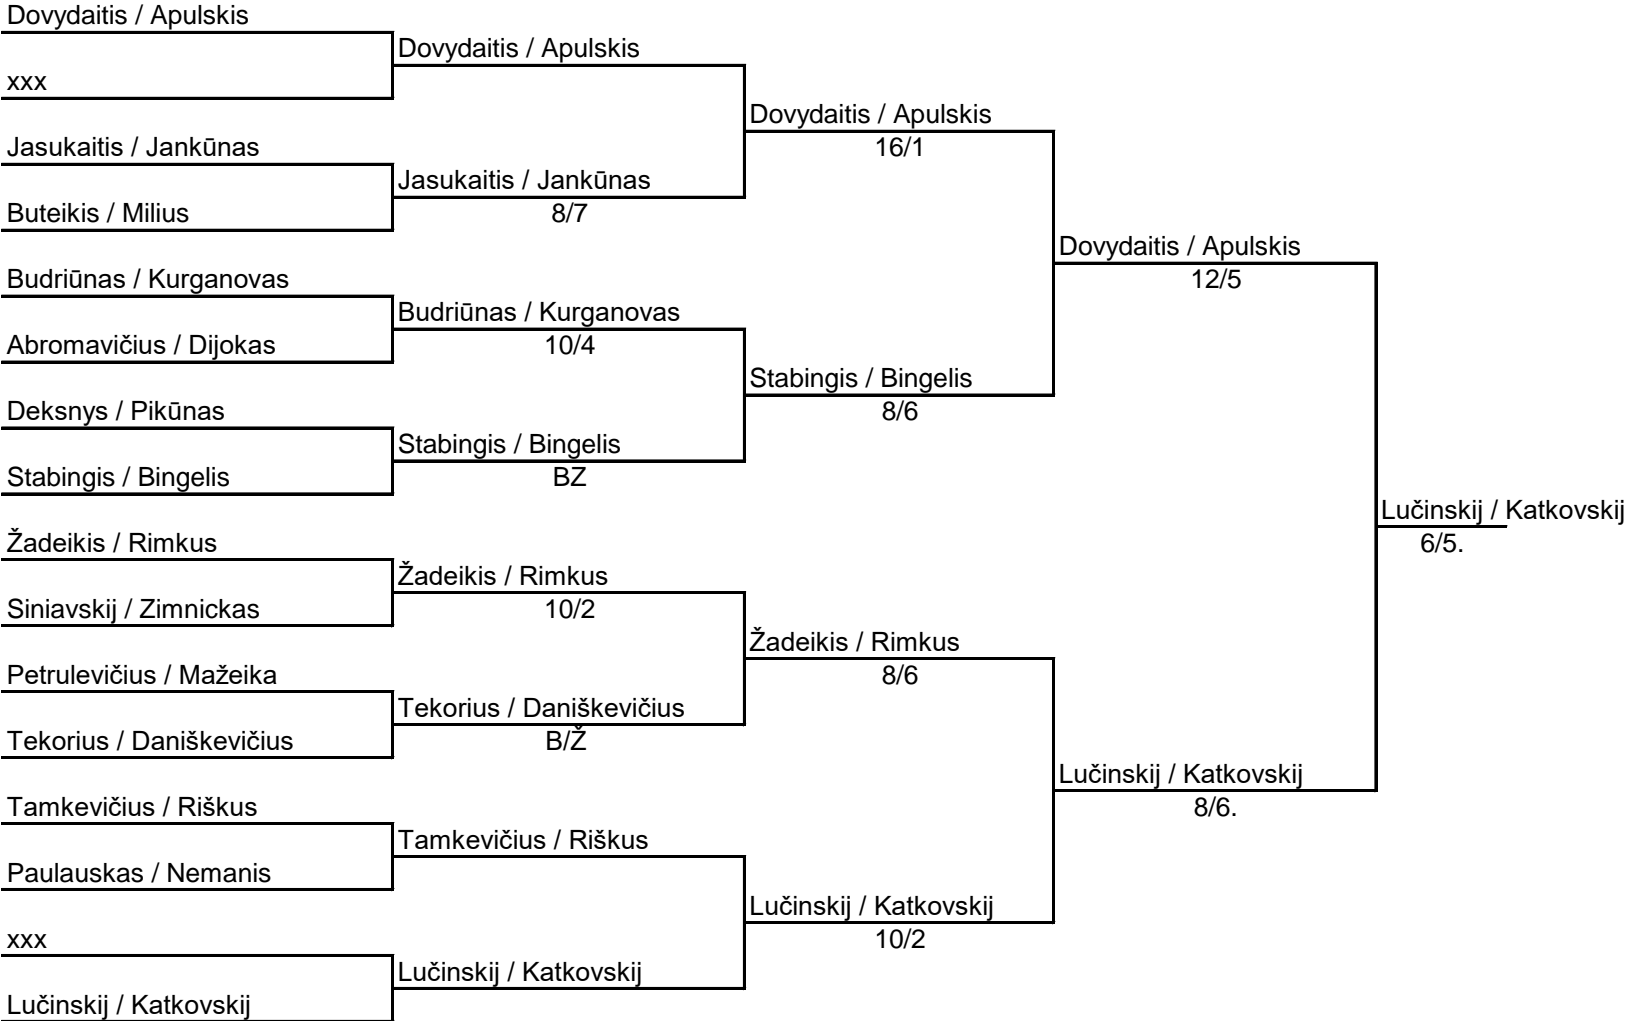 Dovydaitis / Apulskis
Dovydaitis / Apulskis
xxx
Dovydaitis / Apulskis
16/1
Jasukaitis / Jankūnas
Jasukaitis / Jankūnas
8/7
Buteikis / Milius
Dovydaitis / Apulskis
12/5
Budriūnas / Kurganovas
Budriūnas / Kurganovas
10/4
Abromavičius / Dijokas
Stabingis / Bingelis
8/6
Deksnys / Pikūnas
Stabingis / Bingelis
BZ
Stabingis / Bingelis
Lučinskij / Katkovskij
6/5.
Žadeikis / Rimkus
Žadeikis / Rimkus
10/2
Siniavskij / Zimnickas
Žadeikis / Rimkus
8/6
Petrulevičius / Mažeika
Tekorius / Daniškevičius
B/Ž
Tekorius / Daniškevičius
Lučinskij / Katkovskij
8/6.
Tamkevičius / Riškus
Tamkevičius / Riškus
Paulauskas / Nemanis
Lučinskij / Katkovskij
10/2
xxx
Lučinskij / Katkovskij
Lučinskij / Katkovskij